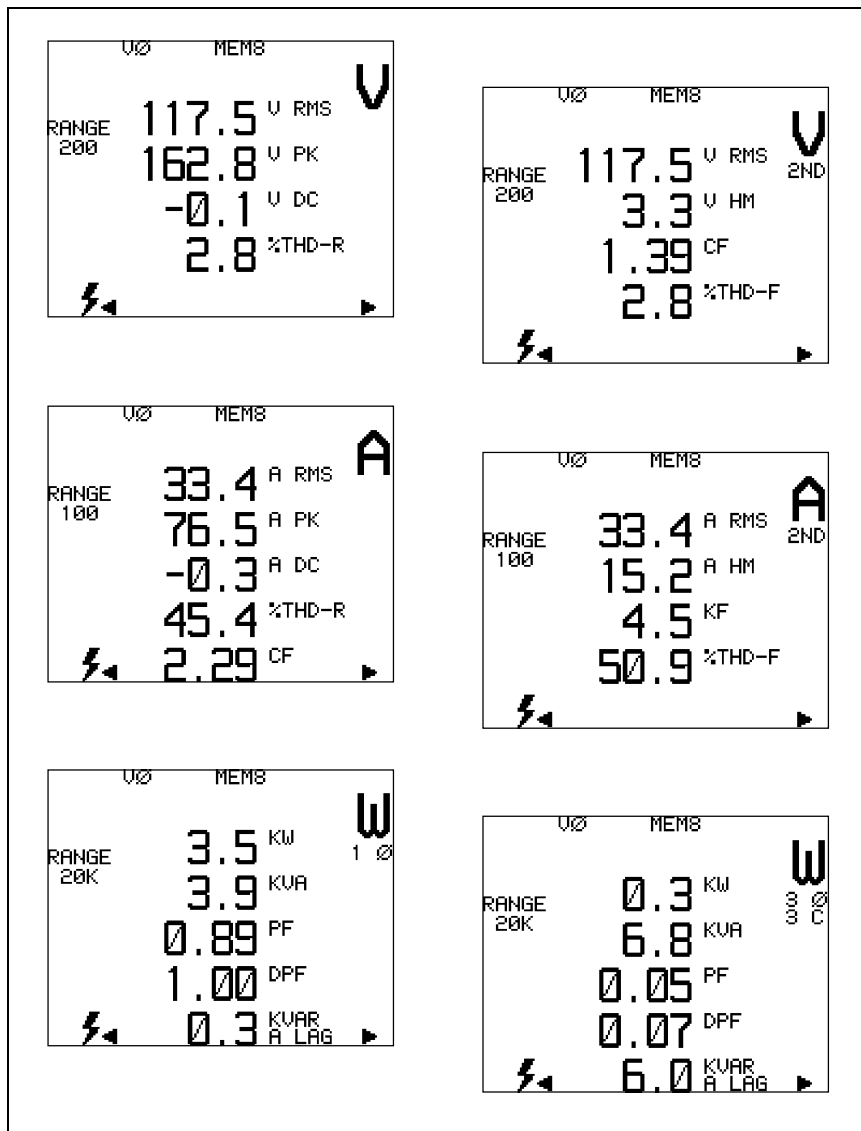 VØ MEM8
V
RANGE
200
117.5 V RMS
162.8 V PK
-0.1 V DC
2.8 %THD-R
VØ MEM8
V
2ND
RANGE
200
117.5 V RMS
3.3 V HM
1.39 CF
2.8 %THD-F
VØ MEM8
A
RANGE
100
33.4 A RMS
76.5 A PK
-0.3 A DC
45.4 %THD-R
2.29 CF
VØ MEM8
A
2ND
RANGE
100
33.4 A RMS
15.2 A HM
4.5 KF
50.9 %THD-F
VØ MEM8
W
1 Ø
RANGE
20K
3.5 KW
3.9 KVA
0.89 PF
1.00 DPF
0.3 KVAR
A LAG
VØ MEM8
W
3 Ø
3 C
RANGE
20K
0.3 KW
6.8 KVA
0.05 PF
0.07 DPF
6.0 KVAR
A LAG